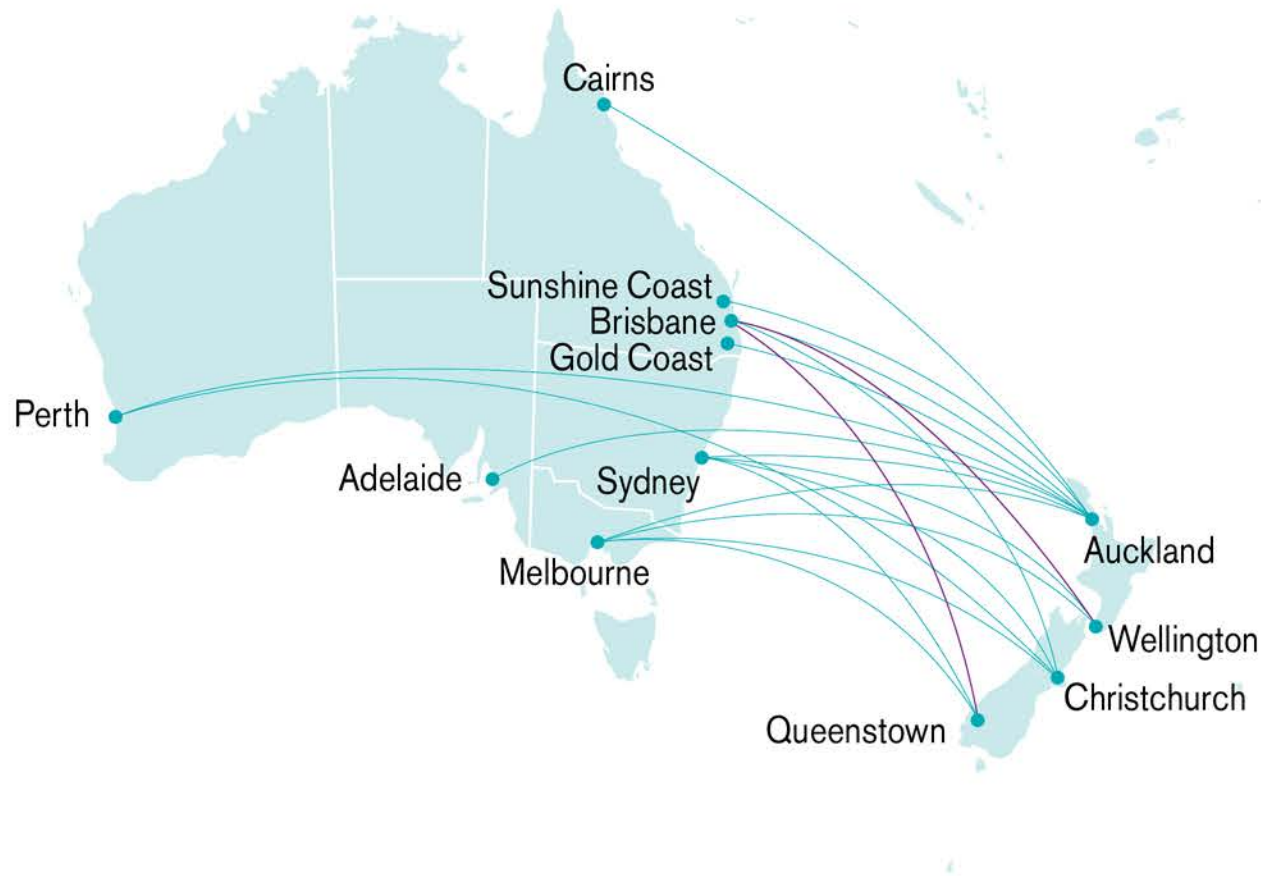 Cairns
Sunshine Coast
Brisbane
Gold Coast
Perth
Adelaide
Sydney
Melbourne
Auckland
Wellington
Christchurch
Queenstown